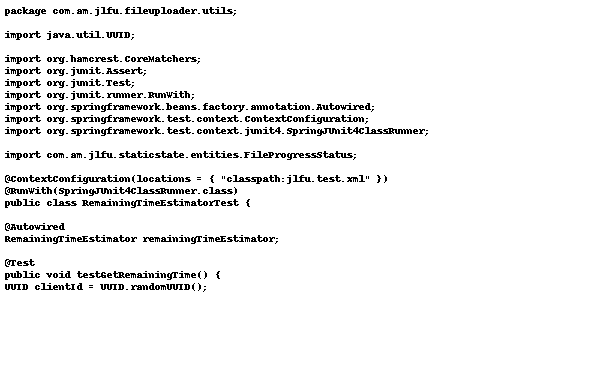 package com.am.jlfu.fileuploader.utils;
import java.util.UUID;
import org.hamcrest.CoreMatchers;
import org.junit.Assert;
import org.junit.Test;
import org.junit.runner.RunWith;
import org.springframework.beans.factory.annotation.Autowired;
import org.springframework.test.context.ContextConfiguration;
import org.springframework.test.context.junit4.SpringJUnit4ClassRunner;
import com.am.jlfu.staticstate.entities.FileProgressStatus;
@ContextConfiguration(locations = { "classpath:jlfu.test.xml" })
@RunWith(SpringJUnit4ClassRunner.class)
public class RemainingTimeEstimatorTest {
@Autowired
RemainingTimeEstimator remainingTimeEstimator;
@Test
public void testGetRemainingTime() {
UUID clientId = UUID.randomUUID();